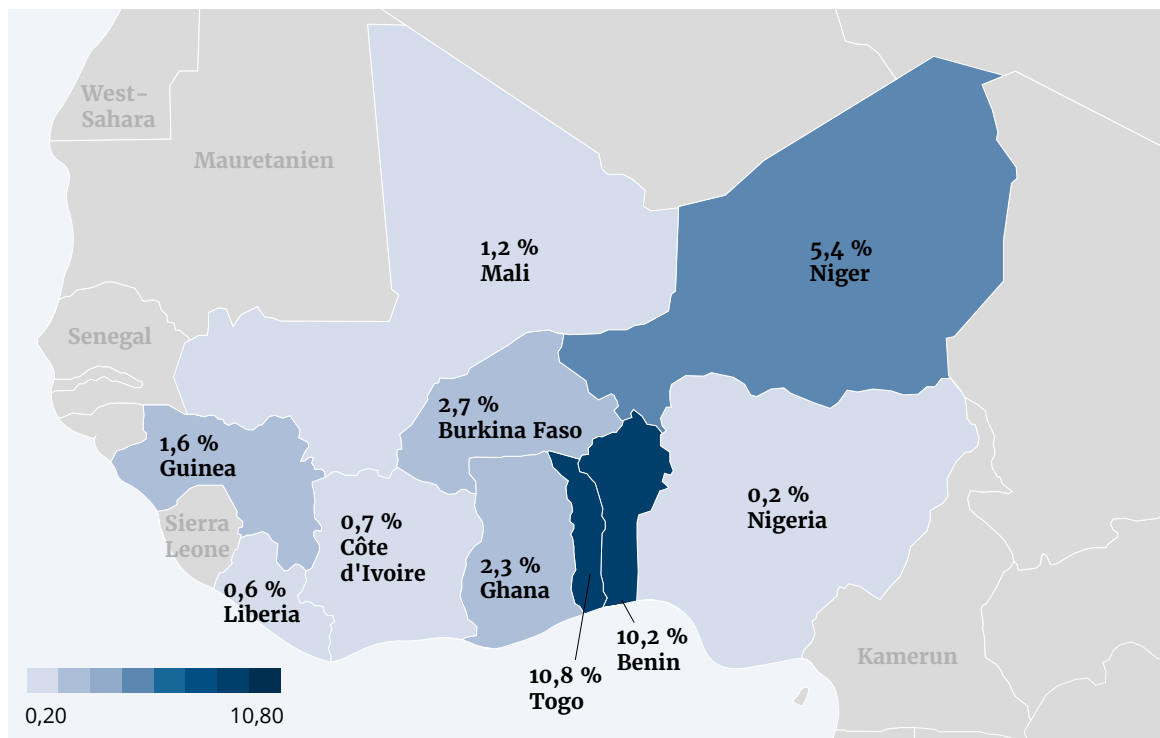 West-
Sahara
Mauretanien
1,2 %
Mali
5,4 %
Niger
Senegal
2,7 %
Burkina Faso
1,6 %
Guinea
0,2 %
Nigeria
Sierra
Leone
0,7 %
Côte
d'Ivoire
2,3 %
Ghana
0,6 %
Liberia
10,2 %
Benin
10,8 %
Togo
Kamerun
0,20
10,80